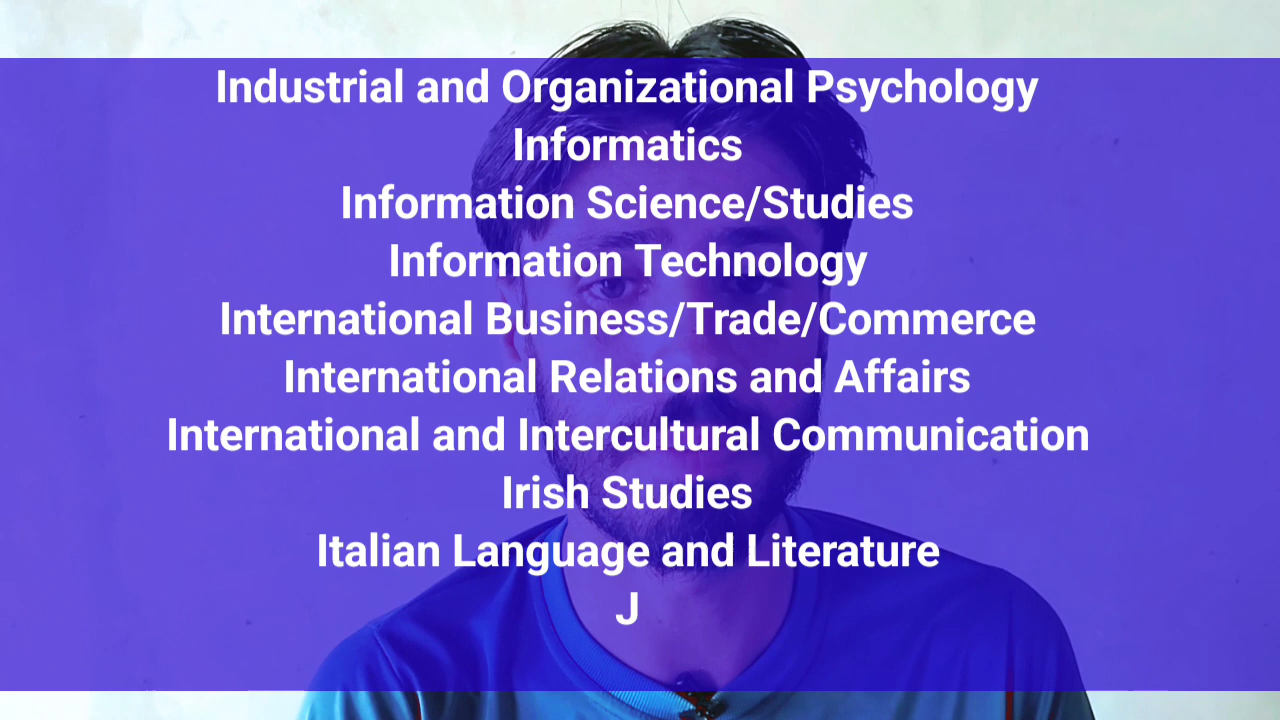 Industrial and Organizational Psychology
Informatics
Information Science/Studies
Information Technology
International Business/Trade/Commerce
International Relations and Affairs
International and Intercultural Communication
Irish Studies
Italian Language and Literature
J